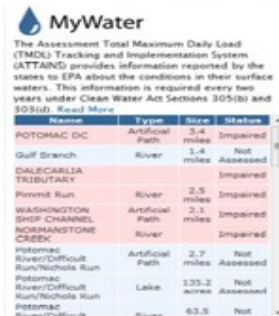 MyWater
The Assessment Total Maximum Daily Load
(TMDL) Tracking and Implementation System
(ATTAINS) provides information reported by the
states to EPA about the conditions in their surface
waters. This information is required every two
years under Clean Water Act Sections 305(b) and
303(d). Read More
Name Type Size Status
POTOMAC DC Artificial Path 3.4 miles Impaired
Gulf Branch River 1.4 miles Not Assessed
DALECARLIA TRIBUTARY Impaired
Pimmit Run River 2.5 miles Impaired
WASHINGTON SHIP CHANNEL Artificial Path 2.1 miles Impaired
NORMANSTONE CREEK River Impaired
Potomac River/Difficult Run/Nichols Run Artificial Path 2.7 miles Not Assessed
Potomac River/Difficult Run/Nichols Run Lake 135.2 acres Not Assessed
Potomac River/Difficult River 63.5 Not